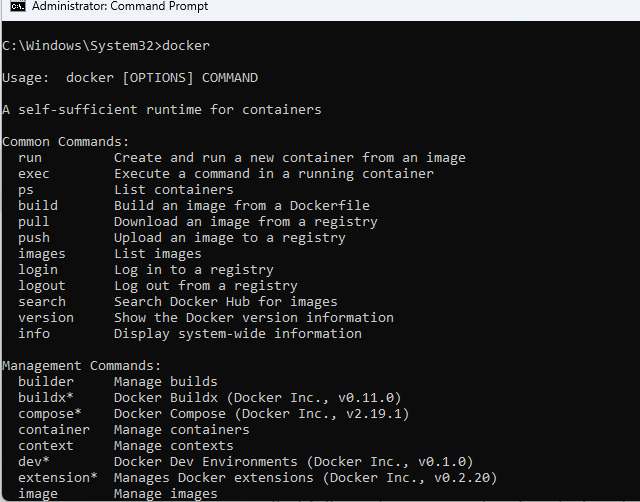 Administrator: Command Prompt
C:\Windows\System32>docker
Usage:  docker [OPTIONS] COMMAND
A self-sufficient runtime for containers
Common Commands:
  run         Create and run a new container from an image
  exec        Execute a command in a running container
  ps          List containers
  build       Build an image from a Dockerfile
  pull        Download an image from a registry
  push        Upload an image to a registry
  images      List images
  login       Log in to a registry
  logout      Log out from a registry
  search      Search Docker Hub for images
  version     Show the Docker version information
  info        Display system-wide information
Management Commands:
  builder     Manage builds
  buildx*     Docker Buildx (Docker Inc., v0.11.0)
  compose*    Docker Compose (Docker Inc., v2.19.1)
  container   Manage containers
  context     Manage contexts
  dev*        Docker Dev Environments (Docker Inc., v0.1.0)
  extension*  Manages Docker extensions (Docker Inc., v0.2.20)
  image       Manage images